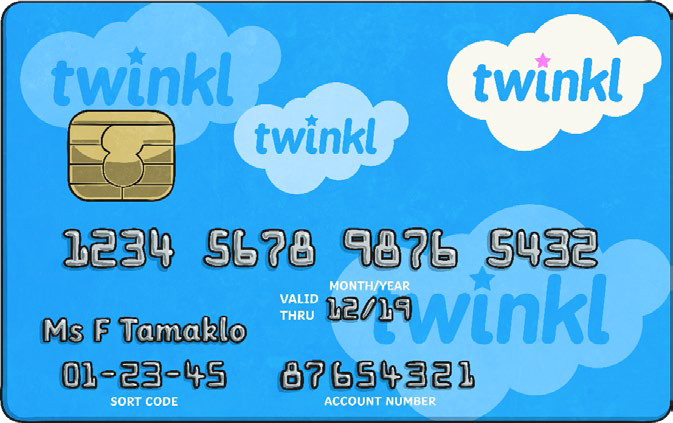 twinkl
twinkl
twinkl
1234 5678 9876 5432
MONTH/YEAR
VALID THRU 12/19
twinkl
Ms F Tamaklo
01-23-45 87654321
SORT CODE ACCOUNT NUMBER